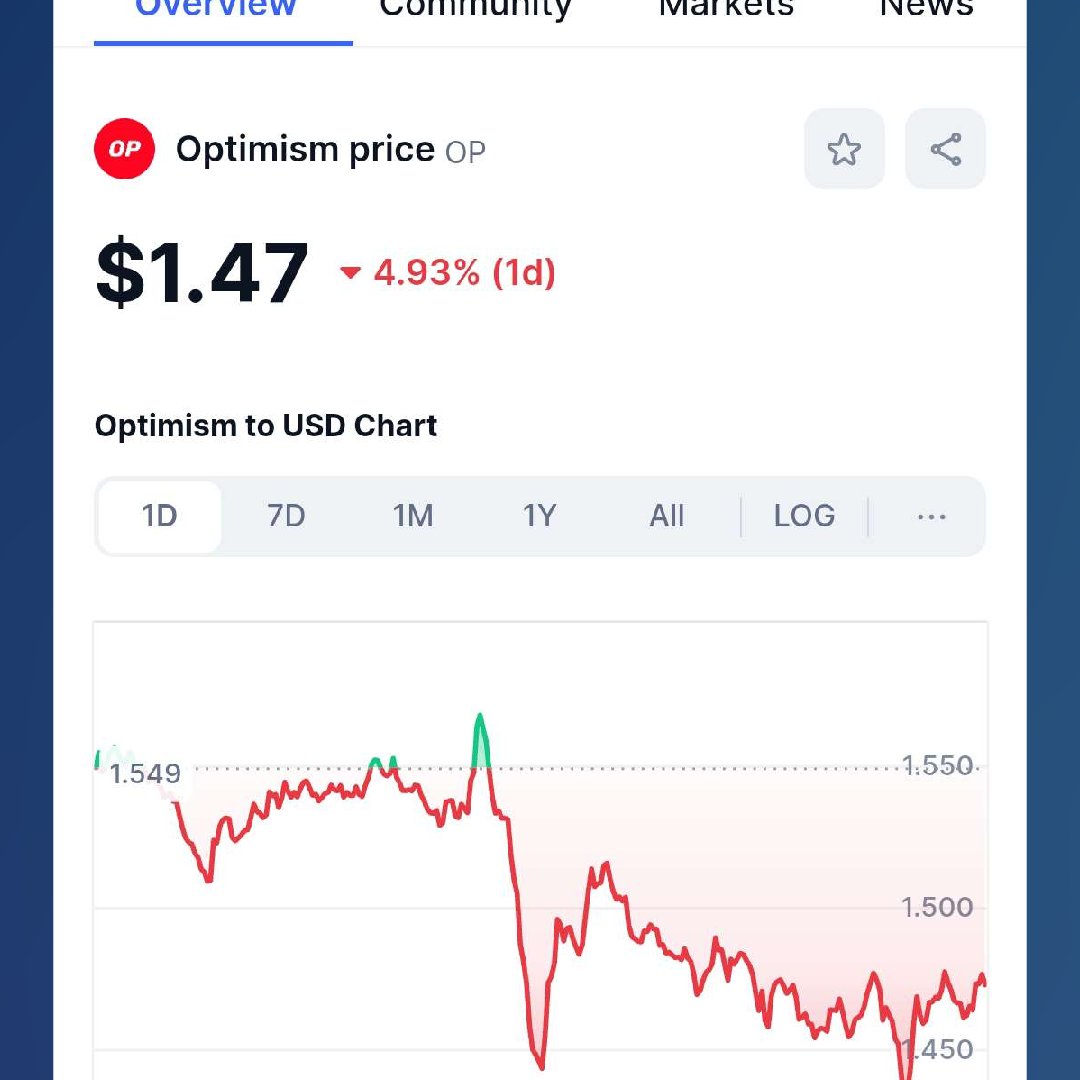 Overview Community Markets News
OP Optimism price OP
$1.47 4.93% (1d)
Optimism to USD Chart
1D 7D 1M 1Y All LOG ...
1.549 1.550
1.500
1.450